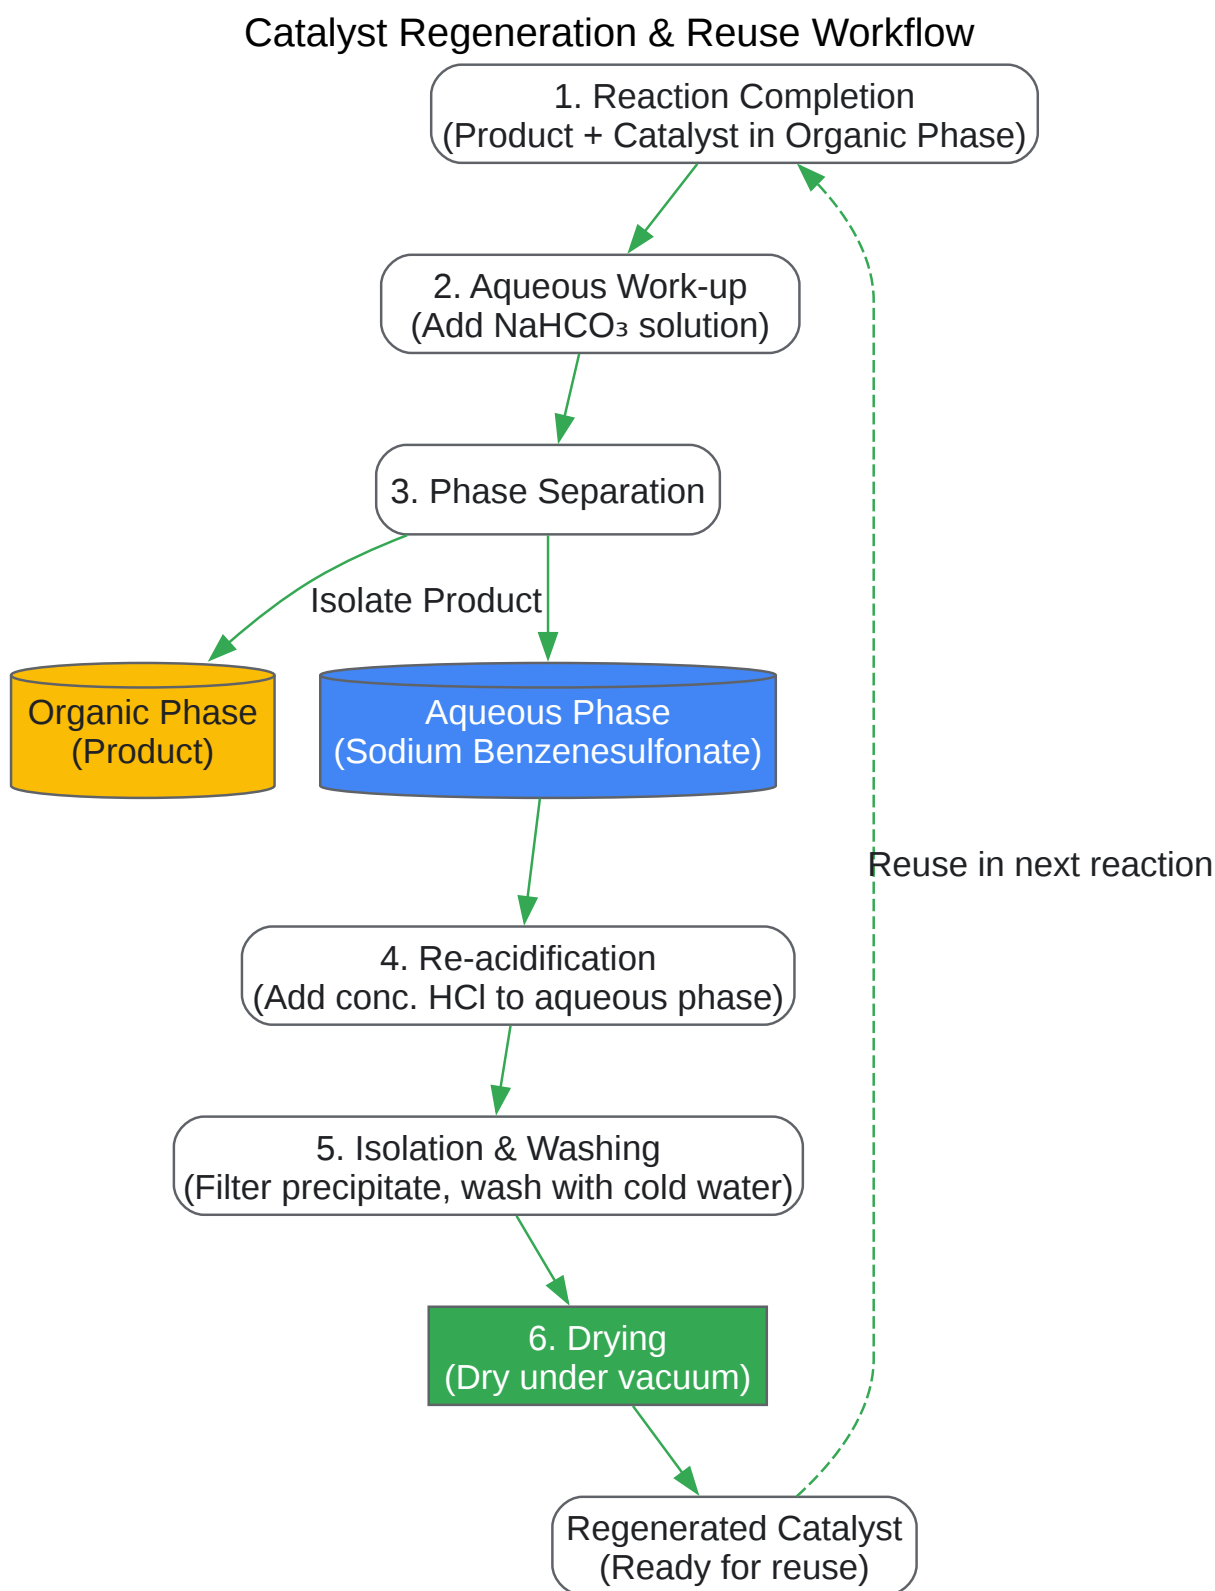 Catalyst Regeneration & Reuse Workflow
1. Reaction Completion
(Product + Catalyst in Organic Phase)
2. Aqueous Work-up
(Add NaHCO₃ solution)
3. Phase Separation
Isolate Product
Organic Phase
(Product)
Aqueous Phase
(Sodium Benzenesulfonate)
Reuse in next reaction
4. Re-acidification
(Add conc. HCl to aqueous phase)
5. Isolation & Washing
(Filter precipitate, wash with cold water)
6. Drying
(Dry under vacuum)
Regenerated Catalyst
(Ready for reuse)